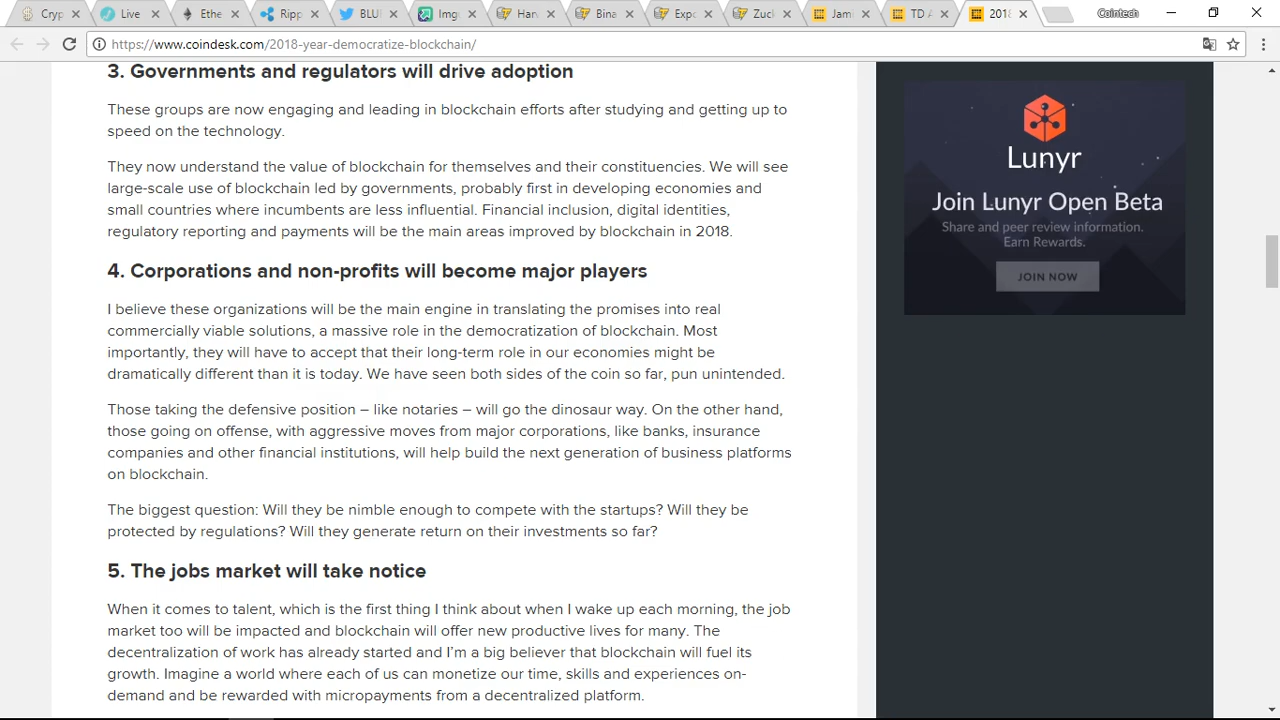 Cryp
Live
Ethe
Ripp
BLU
Imgu
Han
Bina
Expo
Zuck
Jami
TD A
2018
Cointech
https://www.coindesk.com/2018-year-democratize-blockchain/
3. Governments and regulators will drive adoption
These groups are now engaging and leading in blockchain efforts after studying and getting up to
speed on the technology.
They now understand the value of blockchain for themselves and their constituencies. We will see
large-scale use of blockchain led by governments, probably first in developing economies and
small countries where incumbents are less influential. Financial inclusion, digital identities,
regulatory reporting and payments will be the main areas improved by blockchain in 2018.
4. Corporations and non-profits will become major players
I believe these organizations will be the main engine in translating the promises into real
commercially viable solutions, a massive role in the democratization of blockchain. Most
importantly, they will have to accept that their long-term role in our economies might be
dramatically different than it is today. We have seen both sides of the coin so far, pun unintended.
Those taking the defensive position – like notaries – will go the dinosaur way. On the other hand,
those going on offense, with aggressive moves from major corporations, like banks, insurance
companies and other financial institutions, will help build the next generation of business platforms
on blockchain.
The biggest question: Will they be nimble enough to compete with the startups? Will they be
protected by regulations? Will they generate return on their investments so far?
5. The jobs market will take notice
When it comes to talent, which is the first thing I think about when I wake up each morning, the job
market too will be impacted and blockchain will offer new productive lives for many. The
decentralization of work has already started and I'm a big believer that blockchain will fuel its
growth. Imagine a world where each of us can monetize our time, skills and experiences on-
demand and be rewarded with micropayments from a decentralized platform.
Lunyr
Join Lunyr Open Beta
Share and peer review information.
Earn Rewards.
JOIN NOW